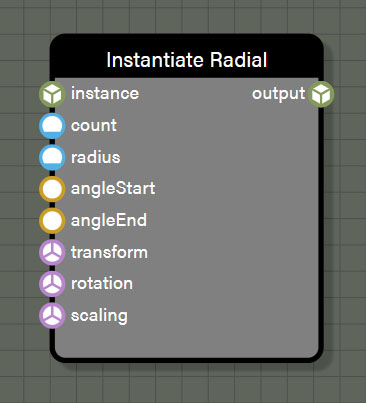 Instantiate Radial
instance output
count
radius
angleStart
angleEnd
transform
rotation
scaling